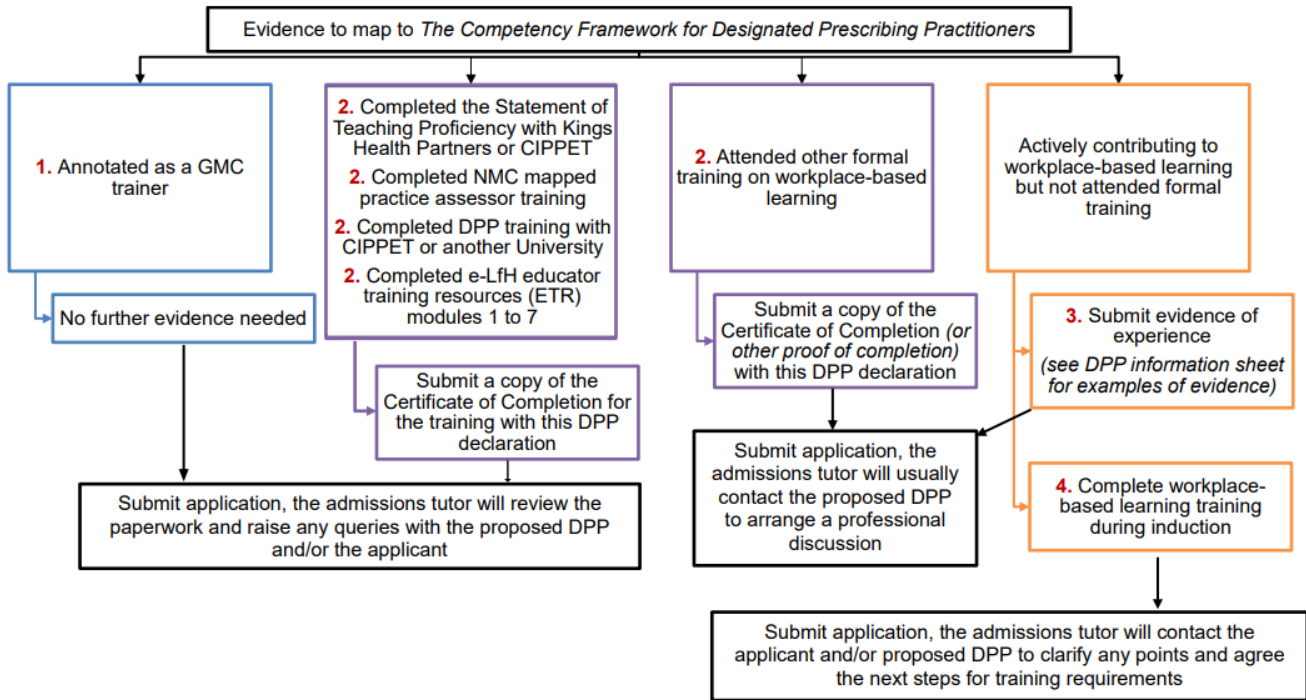 Evidence to map to The Competency Framework for Designated Prescribing Practitioners
1. Annotated as a GMC
trainer
No further evidence needed
2. Completed the Statement of
Teaching Proficiency with Kings
Health Partners or CIPPET
2. Completed NMC mapped
practice assessor training
2. Completed DPP training with
CIPPET or another University
2. Completed e-LfH educator
training resources (ETR)
modules 1 to 7
Submit a copy of the
Certificate of Completion for
the training with this DPP
declaration
Submit application, the admissions tutor will review the
paperwork and raise any queries with the proposed DPP
and/or the applicant
2. Attended other formal
training on workplace-based
learning
Submit a copy of the
Certificate of Completion (or
other proof of completion)
with this DPP declaration
Submit application, the
admissions tutor will usually
contact the proposed DPP
to arrange a professional
discussion
Actively contributing to
workplace-based learning
but not attended formal
training
3. Submit evidence of
experience
(see DPP information sheet
for examples of evidence)
4. Complete workplace-
based learning training
during induction
Submit application, the admissions tutor will contact the
applicant and/or proposed DPP to clarify any points and agree
the next steps for training requirements